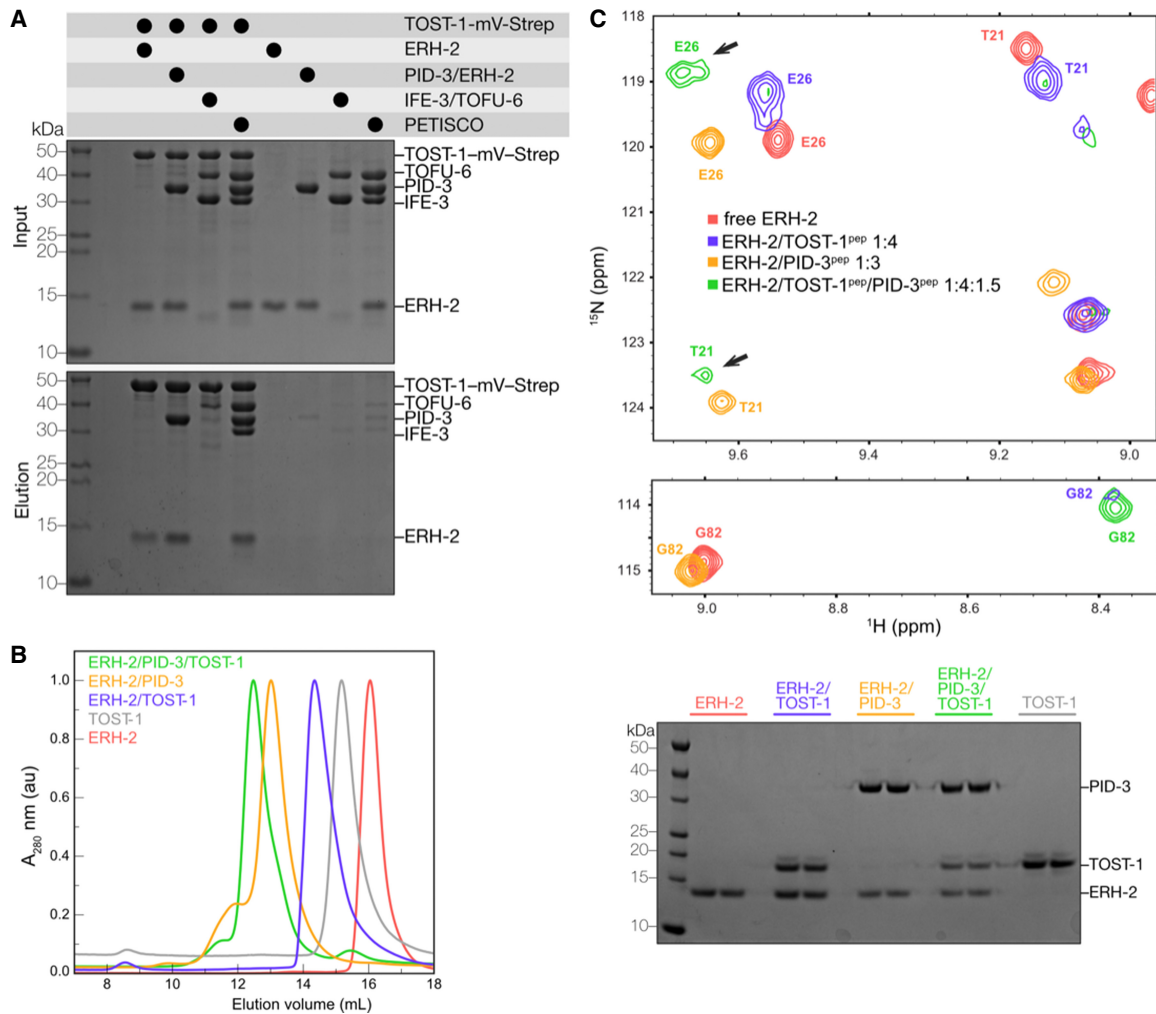 A
TOST-1-mV-Strep
ERH-2
PID-3/ERH-2
IFE-3/TOFU-6
PETISCO
kDa
50
40
30
25
20
15
10
Input
TOST-1–mV–Strep
TOFU-6
PID-3
IFE-3
ERH-2
50
40
30
25
20
15
10
Elution
TOST-1–mV–Strep
TOFU-6
PID-3
IFE-3
ERH-2
B
ERH-2/PID-3/TOST-1
ERH-2/PID-3
ERH-2/TOST-1
TOST-1
ERH-2
1.0
0.8
0.6
0.4
0.2
0.0
A280 nm (au)
8 10 12 14 16 18
Elution volume (mL)
C
118
119
120
121
122
123
124
15N (ppm)
E26
E26
E26
E26
T21
T21
T21
T21
free ERH-2
ERH-2/TOST-1pep 1:4
ERH-2/PID-3pep 1:3
ERH-2/TOST-1pep/PID-3pep 1:4:1.5
9.6 9.4 9.2 9.0
114
115
G82
G82
G82
G82
9.0 8.8 8.6 8.4
1H (ppm)
ERH-2
ERH-2/
TOST-1
ERH-2/
PID-3
ERH-2/
PID-3/
TOST-1
TOST-1
kDa
50
40
30
25
20
15
10
PID-3
TOST-1
ERH-2